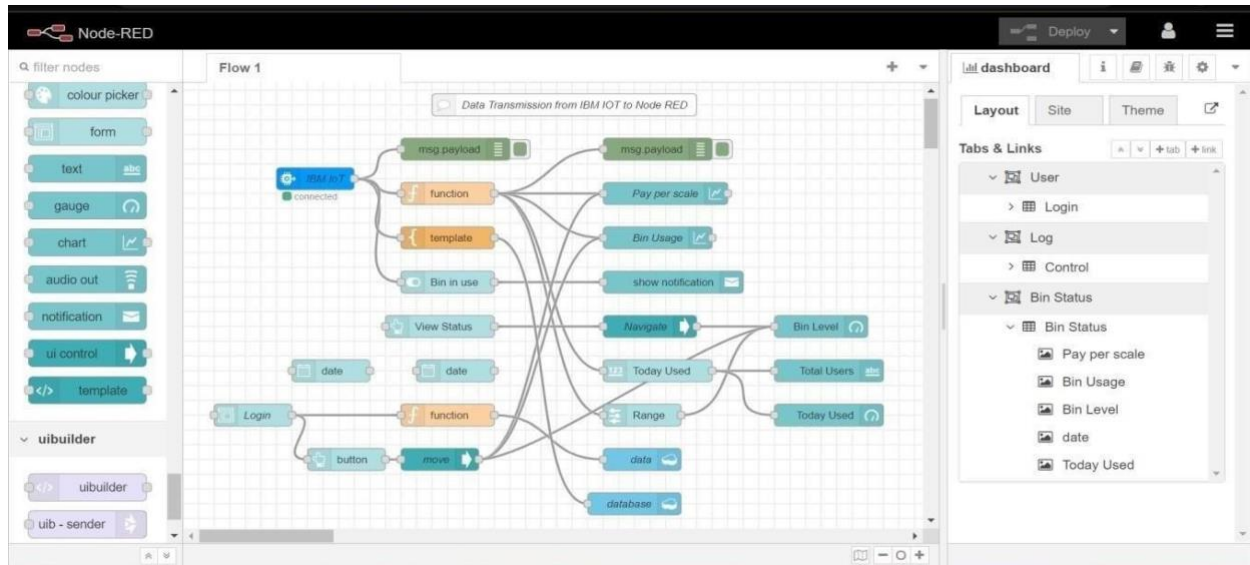 Node-RED
Deploy
filter nodes
colour picker
form
text
abc
gauge
chart
audio out
notification
ui control
template
uibuilder
uibuilder
uib - sender
Flow 1
Data Transmission from IBM IOT to Node RED
msg.payload
msg.payload
IBM IoT
connected
function
Pay per scale
template
Bin Usage
Bin in use
show notification
View Status
Navigate
Bin Level
date
date
123
Today Used
Total Users
abc
Login
function
Range
Today Used
button
move
data
database
dashboard
i
Layout
Site
Theme
Tabs & Links
tab
link
User
Login
Log
Control
Bin Status
Bin Status
Pay per scale
Bin Usage
Bin Level
date
Today Used